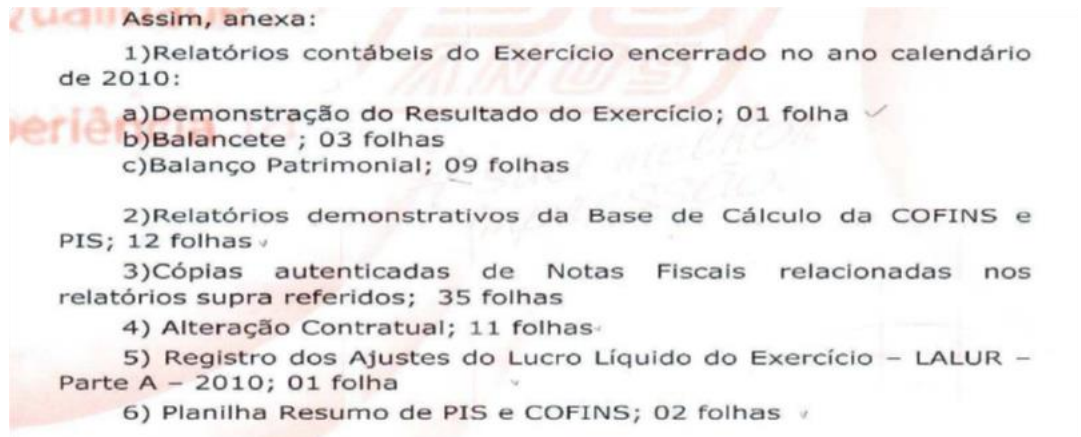 Qualidade
Assim, anexa:
1)Relatórios contábeis do Exercício encerrado no ano calendário
de 2010:
ANOS
a)Demonstração do Resultado do Exercício; 01 folha
periência
b)Balancete ; 03 folhas
c)Balanço Patrimonial; 09 folhas
2)Relatórios demonstrativos da Base de Cálculo da COFINS e
PIS; 12 folhas
3)Cópias autenticadas de Notas Fiscais relacionadas nos
relatórios supra referidos; 35 folhas
4) Alteração Contratual; 11 folhas
5) Registro dos Ajustes do Lucro Líquido do Exercício – LALUR –
Parte A – 2010; 01 folha
6) Planilha Resumo de PIS e COFINS; 02 folhas